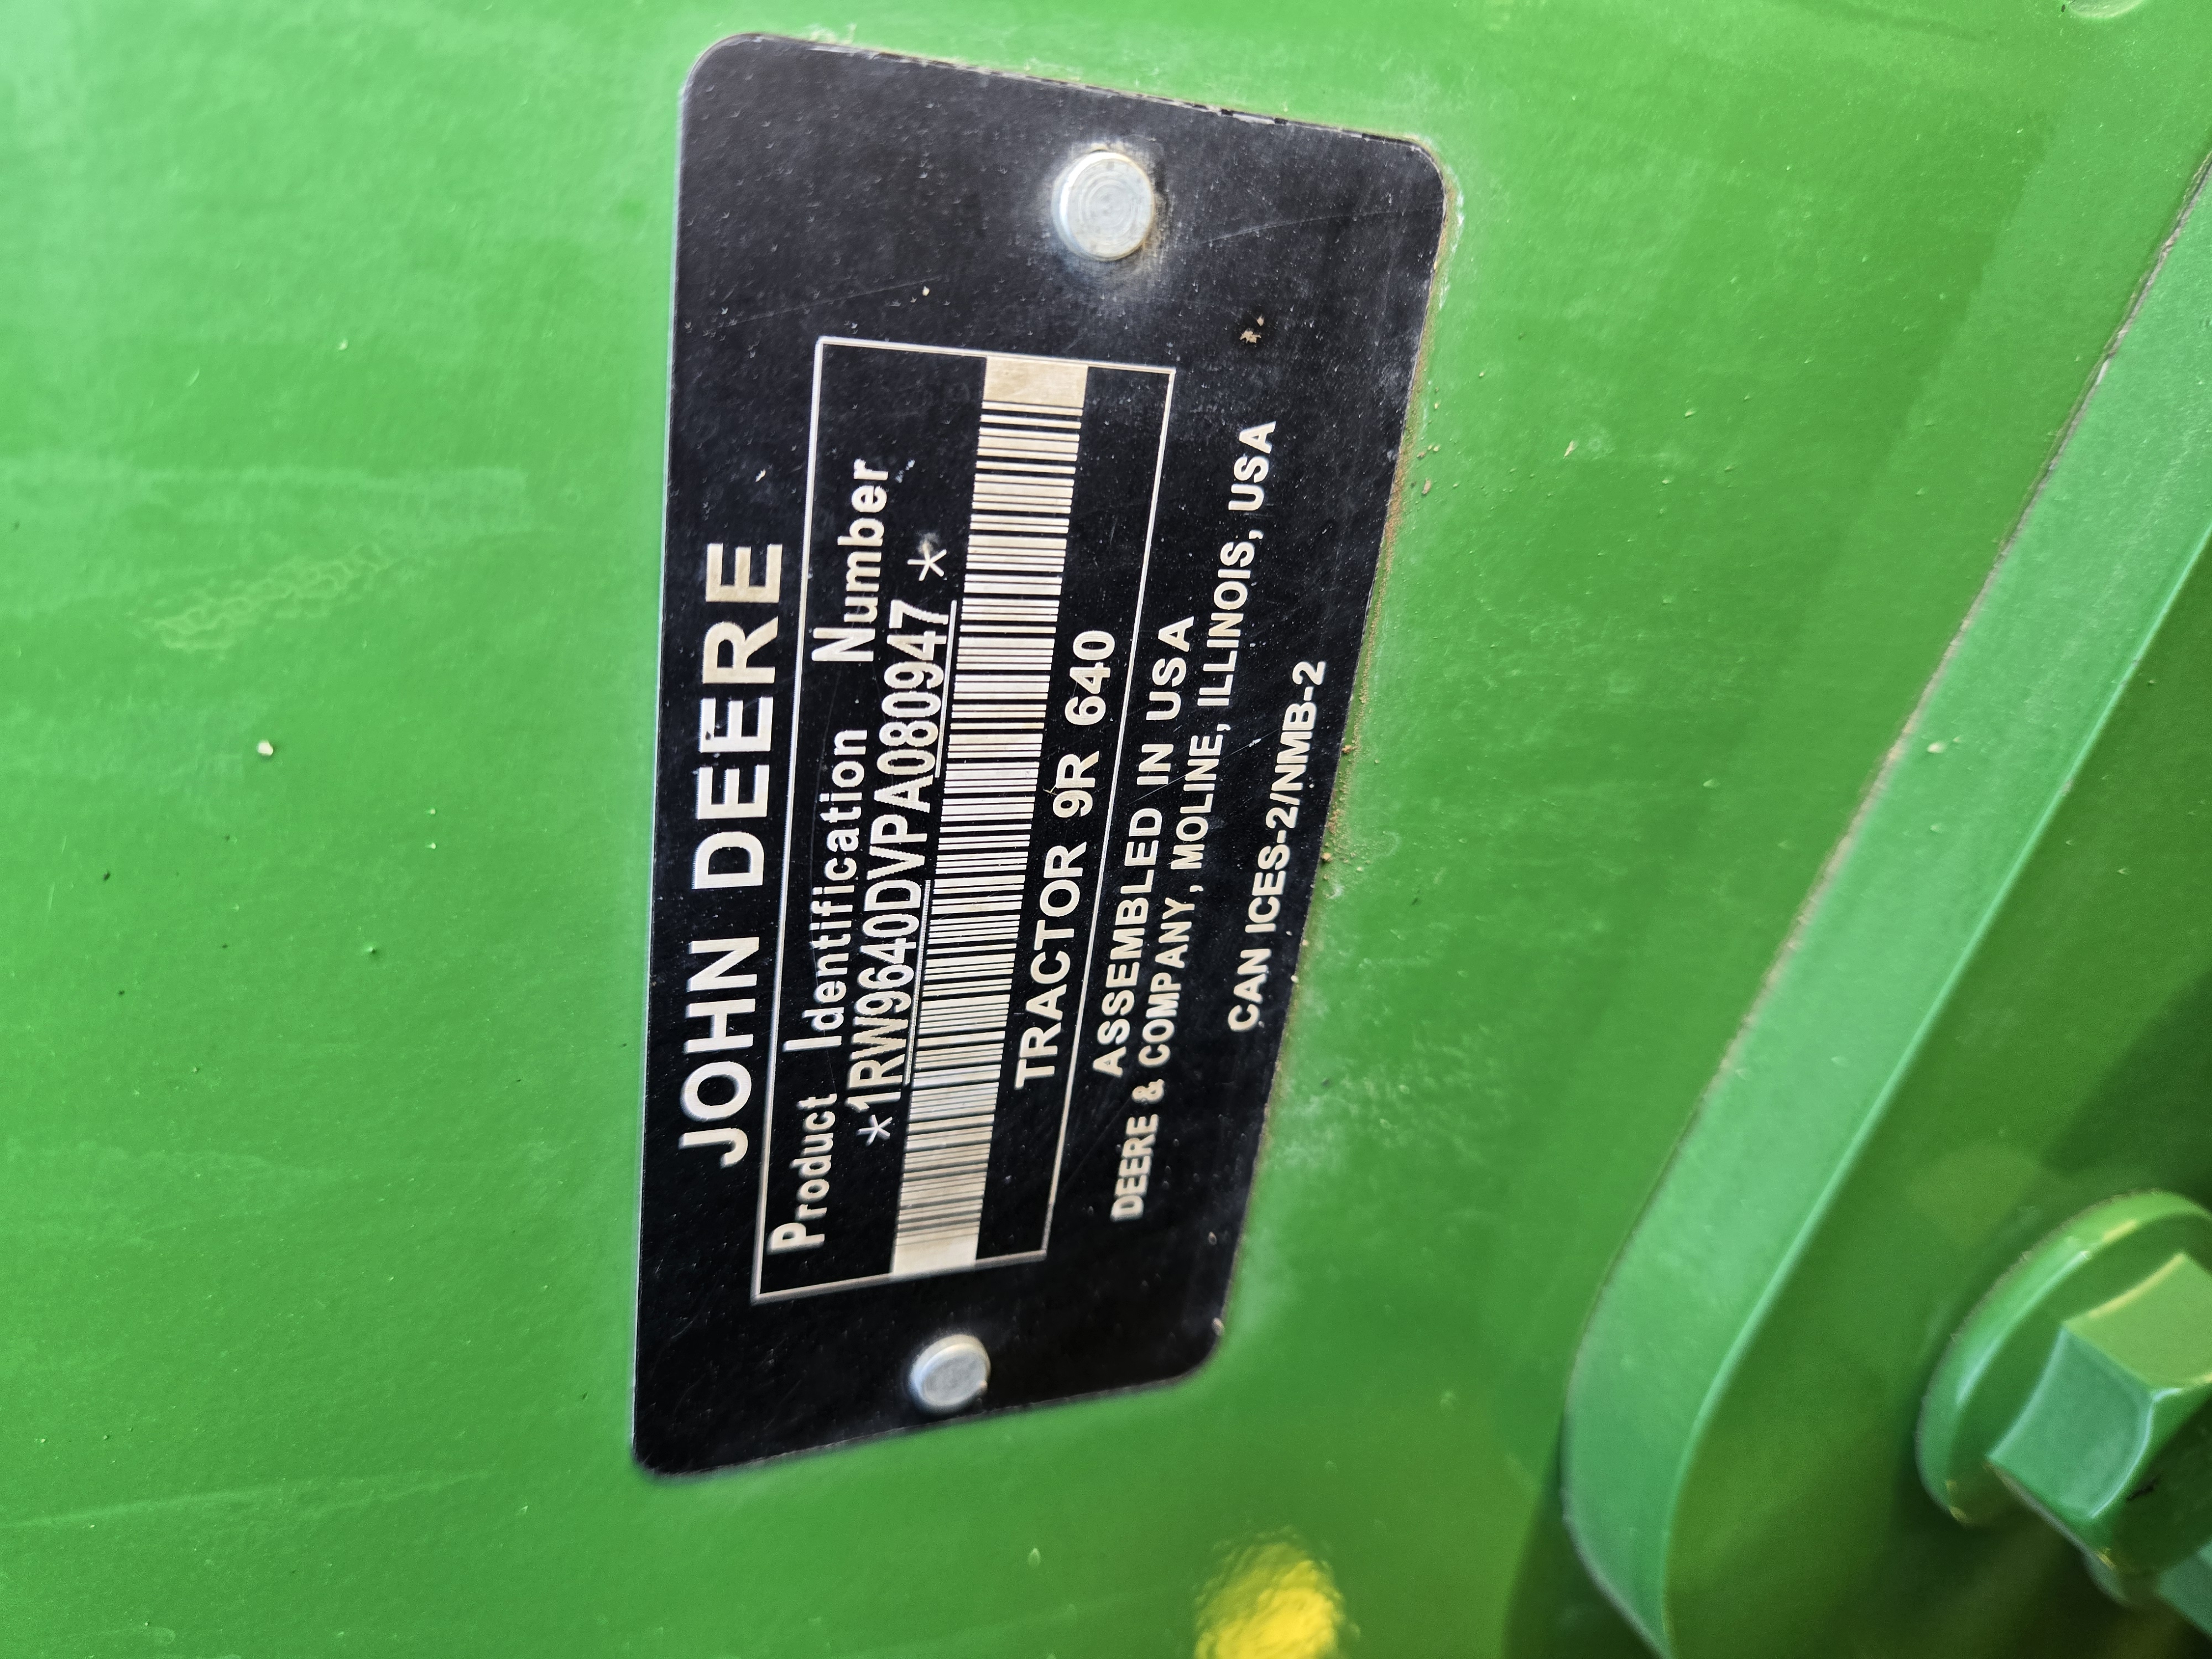 JOHN DEERE
Product Identification Number
*1RW9640DVPA080947*
TRACTOR 9R 640
ASSEMBLED IN USA
DEERE & COMPANY, MOLINE, ILLINOIS, USA
CAN ICES-2/NMB-2